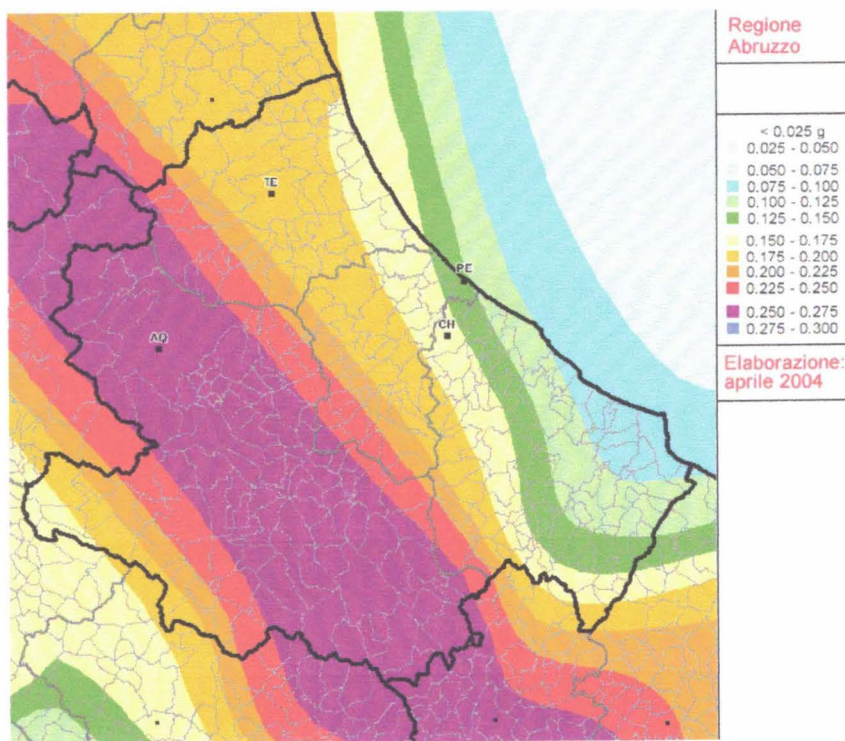 Regione
Abruzzo
< 0.025 g
0.025 - 0.050
0.050 - 0.075
0.075 - 0.100
0.100 - 0.125
0.125 - 0.150
0.150 - 0.175
0.175 - 0.200
0.200 - 0.225
0.225 - 0.250
0.250 - 0.275
0.275 - 0.300
Elaborazione:
aprile 2004
TE
PE
CH
AQ